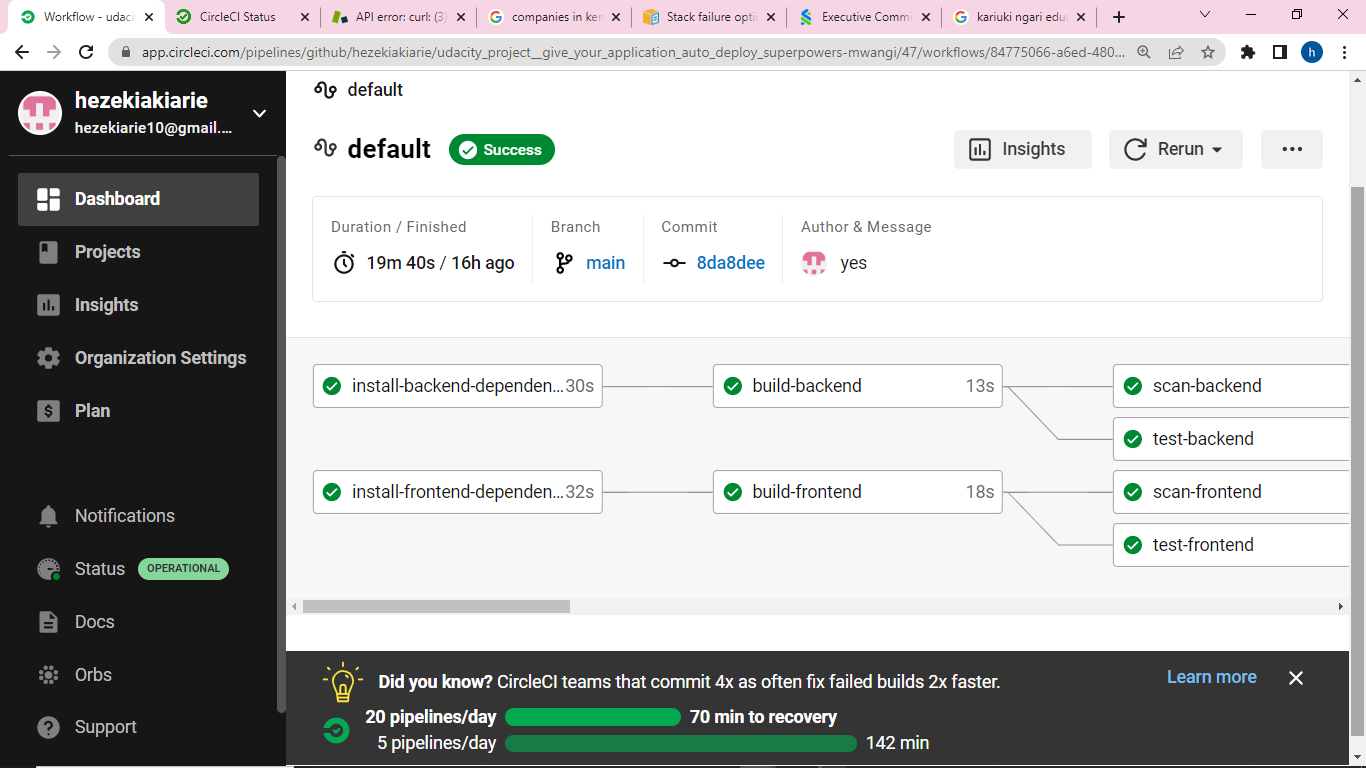 Workflow - udaci
CircleCI Status
API error: curl: (3)
companies in ker
Stack failure opti
Executive Commi
kariuki ngari edu
app.circleci.com/pipelines/github/hezekiakiarie/udacity_project__give_your_application_auto_deploy_superpowers-mwangi/47/workflows/84775066-a6ed-480...
h
hezekiakiarie
hezekiarie10@gmail....
Dashboard
Projects
Insights
Organization Settings
Plan
Notifications
Status OPERATIONAL
Docs
Orbs
Support
default
default Success
Insights
Rerun
Duration / Finished
19m 40s / 16h ago
Branch
main
Commit
8da8dee
Author & Message
yes
install-backend-dependen... 30s
build-backend 13s
scan-backend
test-backend
install-frontend-dependen... 32s
build-frontend 18s
scan-frontend
test-frontend
Did you know? CircleCI teams that commit 4x as often fix failed builds 2x faster.
Learn more
20 pipelines/day 70 min to recovery
5 pipelines/day 142 min